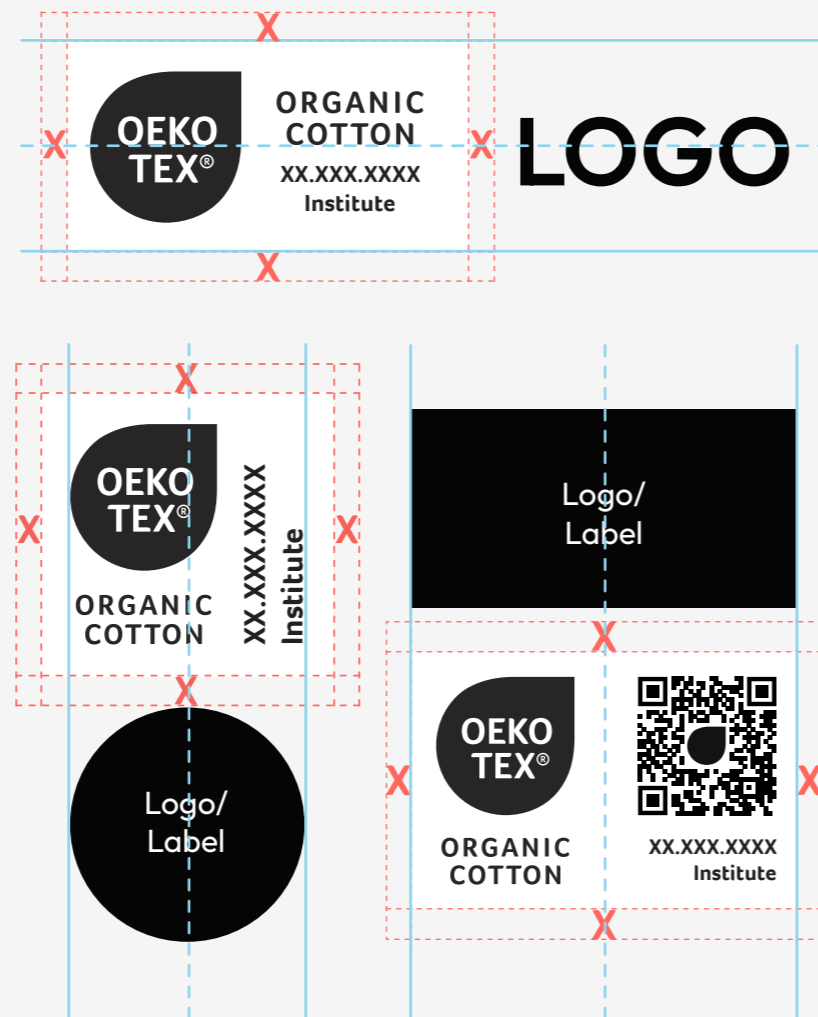 X
OEKO
TEX®
ORGANIC
COTTON
XX.XXX.XXXX
Institute
X
X
LOGO
X
X
OEKO
TEX®
ORGANIC
COTTON
XX.XXX.XXXX
Institute
X
X
X
Logo/
Label
Logo/
Label
X
OEKO
TEX®
ORGANIC
COTTON
XX.XXX.XXXX
Institute
X
X
X